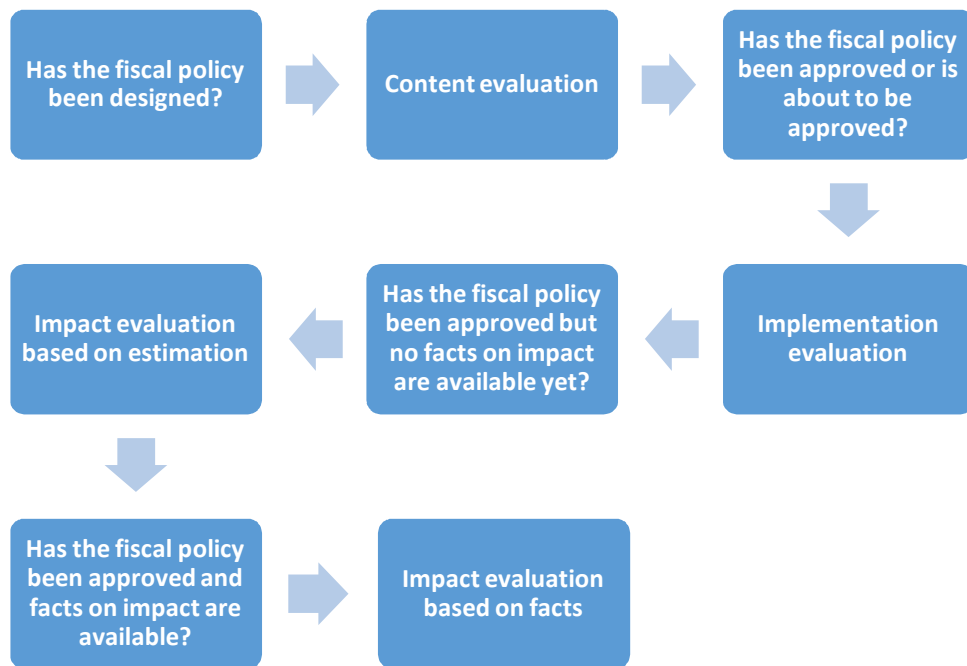 Has the fiscal policy
been designed?
Content evaluation
Has the fiscal policy
been approved or is
about to be
approved?
Implementation
evaluation
Has the fiscal policy
been approved but
no facts on impact
are available yet?
Impact evaluation
based on estimation
Has the fiscal policy
been approved and
facts on impact are
available?
Impact evaluation
based on facts